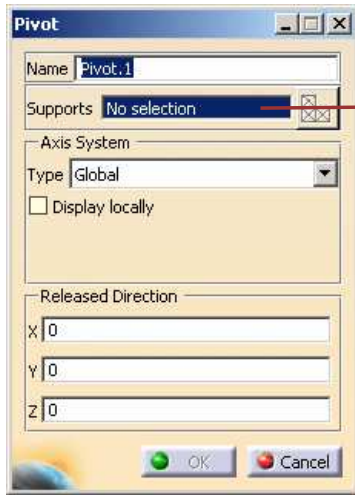 Pivot
Name Pivot.1
Supports No selection
Axis System
Type Global
Display locally
Released Direction
X 0
Y 0
Z 0
OK Cancel